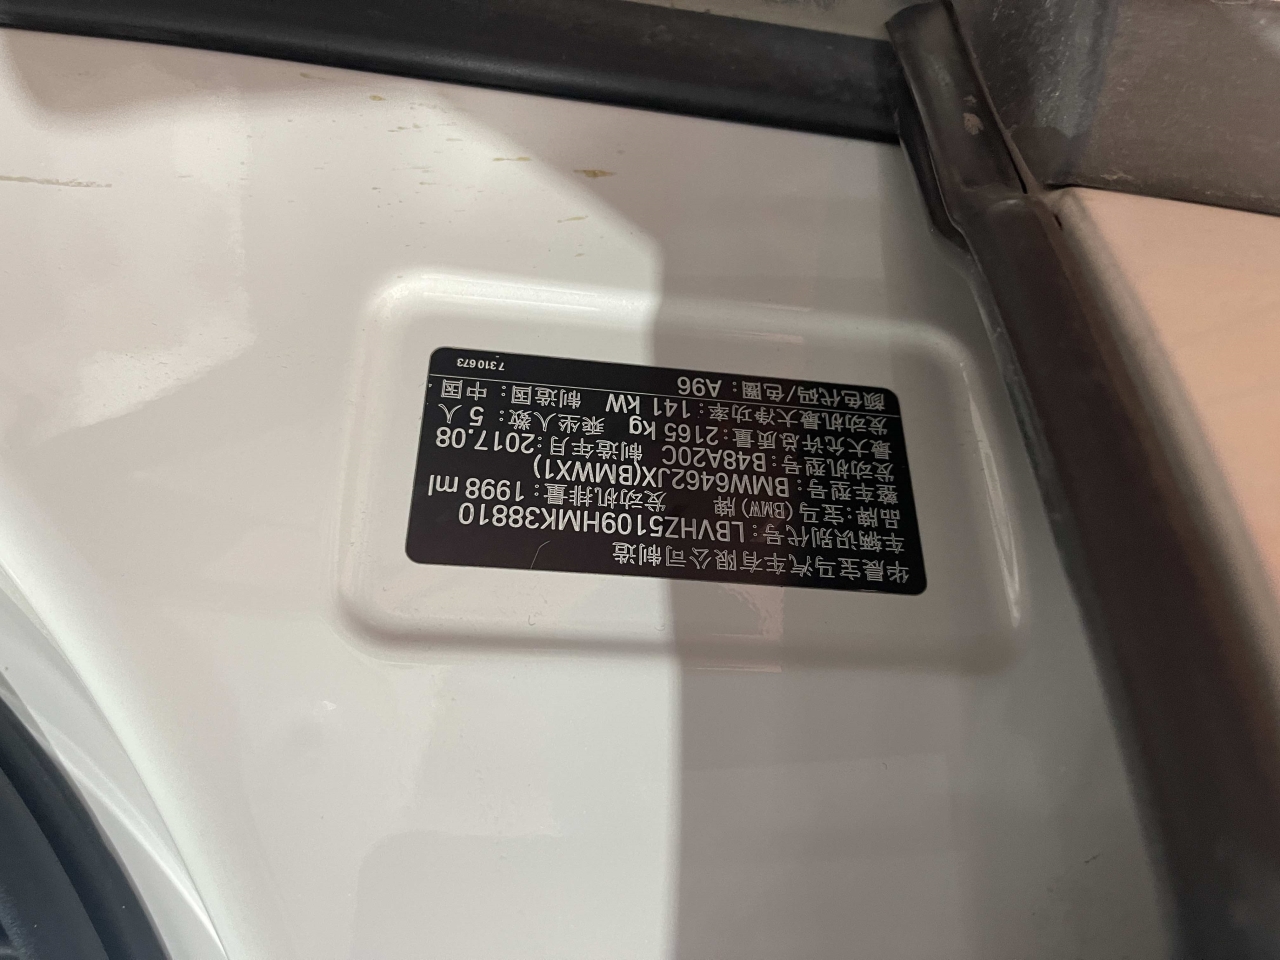 华晨宝马汽车有限公司制造
车辆识别代号：LBVHZ5109HMK38810
品牌：宝马(BMW)牌 发动机排量：1998 ml
整车型号：BMW6462JX(BMWX1)
发动机型号：B48A20C 制造年月：2017.08
最大允许总质量：2165 kg 乘坐人数：5 人
发动机最大净功率：141 kW 制造国：中国
颜色代码/色圈：A96
7310673